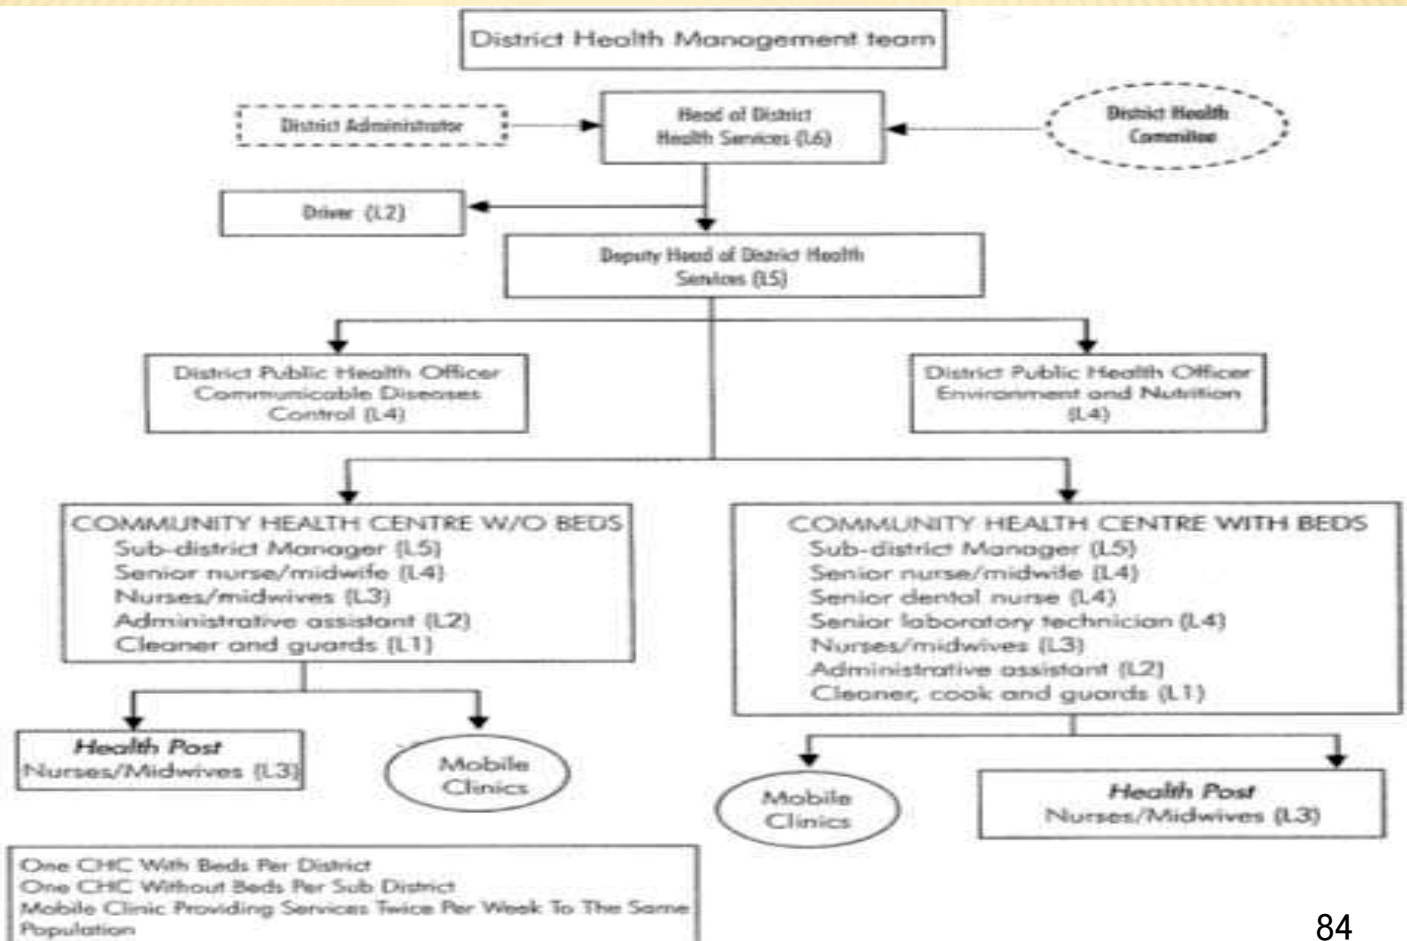 District Health Management team
District Administrator
Head of District
Health Services (L6)
District Health
Committee
Driver (L2)
Deputy Head of District Health
Services (L5)
District Public Health Officer
Communicable Diseases
Control (L4)
District Public Health Officer
Environment and Nutrition
(L4)
COMMUNITY HEALTH CENTRE W/O BEDS
Sub-district Manager (L5)
Senior nurse/midwife (L4)
Nurses/midwives (L3)
Administrative assistant (L2)
Cleaner and guards (L1)
COMMUNITY HEALTH CENTRE WITH BEDS
Sub-district Manager (L5)
Senior nurse/midwife (L4)
Senior dental nurse (L4)
Senior laboratory technician (L4)
Nurses/midwives (L3)
Administrative assistant (L2)
Cleaner, cook and guards (L1)
Health Post
Nurses/Midwives (L3)
Mobile
Clinics
Mobile
Clinics
Health Post
Nurses/Midwives (L3)
One CHC With Beds Per District
One CHC Without Beds Per Sub District
Mobile Clinic Providing Services Twice Per Week To The Same
Population
84